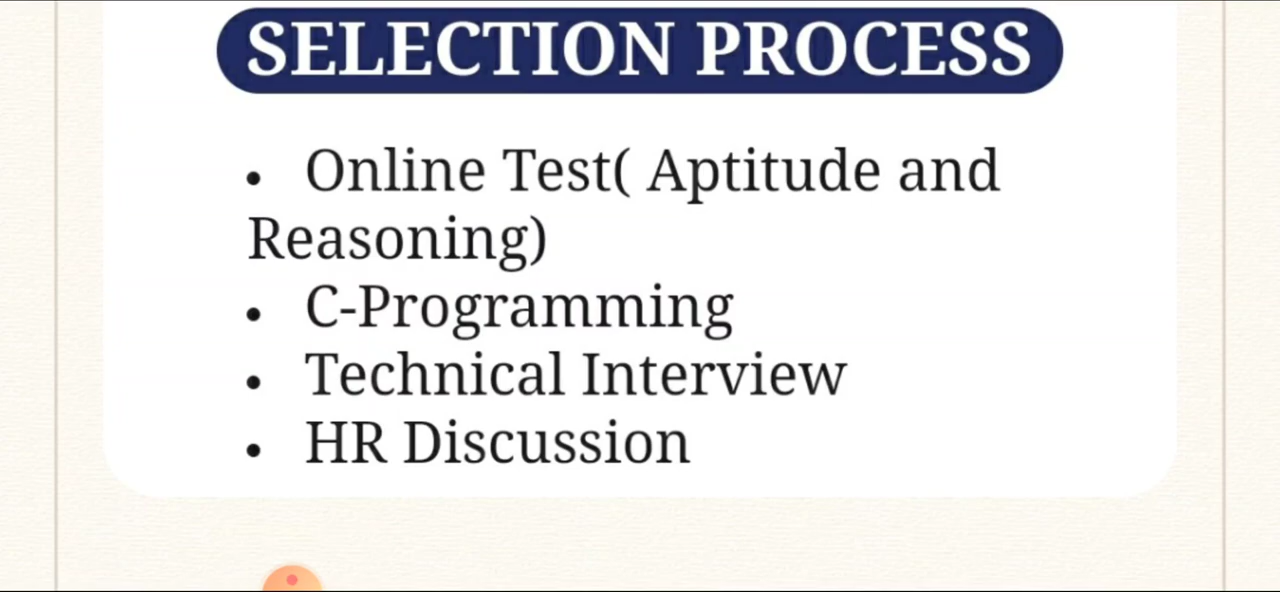 SELECTION PROCESS
• Online Test( Aptitude and
Reasoning)
• C-Programming
• Technical Interview
• HR Discussion